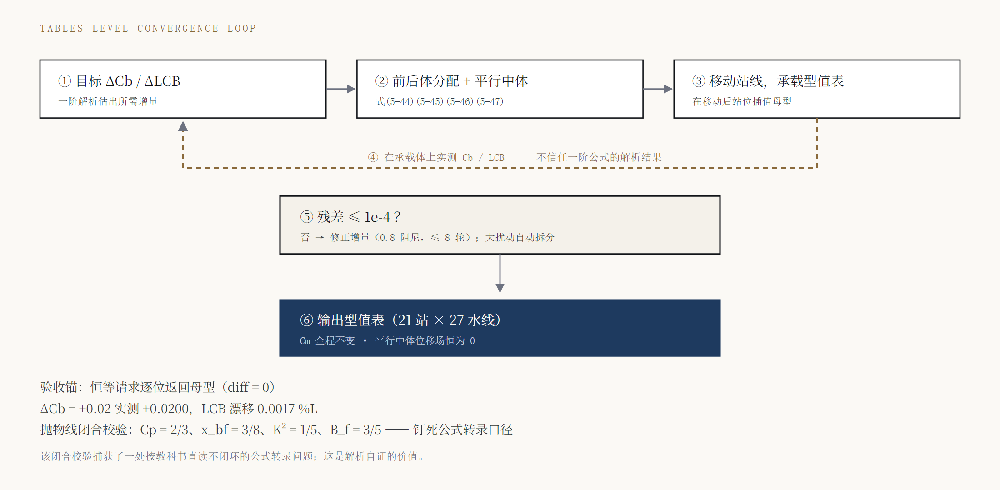 TABLES-LEVEL CONVERGENCE LOOP
① 目标 ΔCb / ΔLCB
一阶解析估出所需增量
② 前后体分配 + 平行中体
式(5-44)(5-45)(5-46)(5-47)
③ 移动站线，承载型值表
在移动后站位插值母型
④ 在承载体上实测 Cb / LCB —— 不信任一阶公式的解析结果
⑤ 残差 ≤ 1e-4？
否 → 修正增量（0.8 阻尼，≤ 8 轮）；大扰动自动拆分
⑥ 输出型值表（21 站 × 27 水线）
Cm 全程不变 • 平行中体位移场恒为 0
验收锚：恒等请求逐位返回母型（diff = 0）
ΔCb = +0.02 实测 +0.0200，LCB 漂移 0.0017 %L
抛物线闭合校验：Cp = 2/3、x_bf = 3/8、K² = 1/5、B_f = 3/5 —— 钉死公式转录口径
该闭合校验捕获了一处按教科书直读不闭环的公式转录问题；这是解析自证的价值。